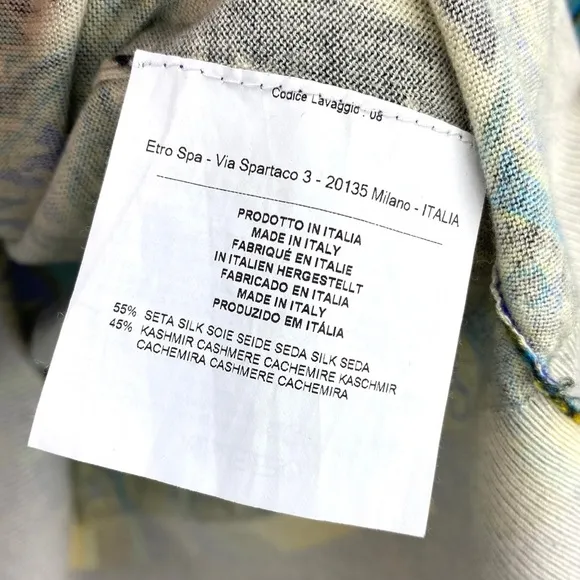 Codice Lavaggio : 08
Etro Spa - Via Spartaco 3 - 20135 Milano - ITALIA
PRODOTTO IN ITALIA
MADE IN ITALY
FABRIQUÉ EN ITALIE
IN ITALIEN HERGESTELLT
FABRICADO EN ITALIA
MADE IN ITALY
PRODUZIDO EM ITÁLIA
55% SETA SILK SOIE SEIDE SEDA SILK SEDA
45% KASHMIR CASHMERE CACHEMIRE KASCHMIR
CACHEMIRA CASHMERE CACHEMIRA